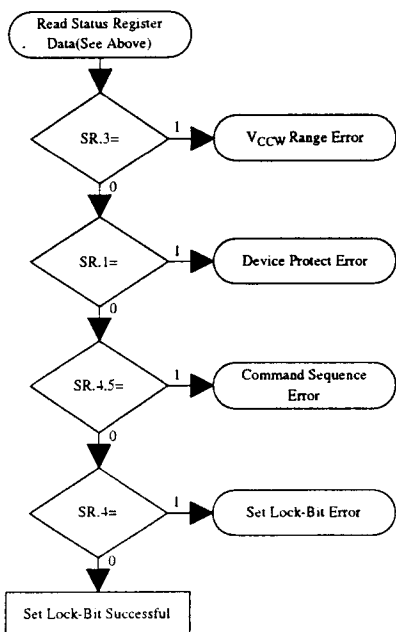 Read Status Register
Data(See Above)
SR.3=
1
VCCW Range Error
0
SR.1=
1
Device Protect Error
0
SR.4.5=
1
Command Sequence
Error
0
SR.4=
1
Set Lock-Bit Error
0
Set Lock-Bit Successful